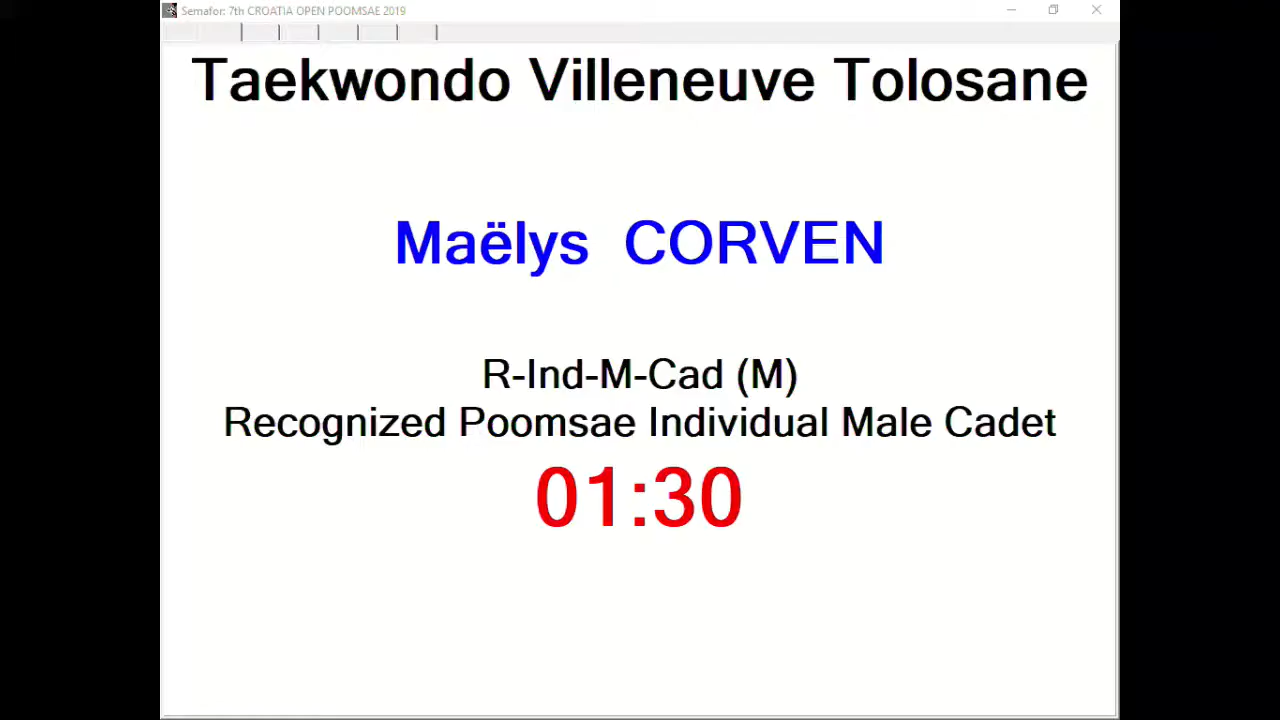 Semafor: 7th CROATIA OPEN POOMSAE 2019
Taekwondo Villeneuve Tolosane
Maëlys CORVEN
R-Ind-M-Cad (M)
Recognized Poomsae Individual Male Cadet
01:30